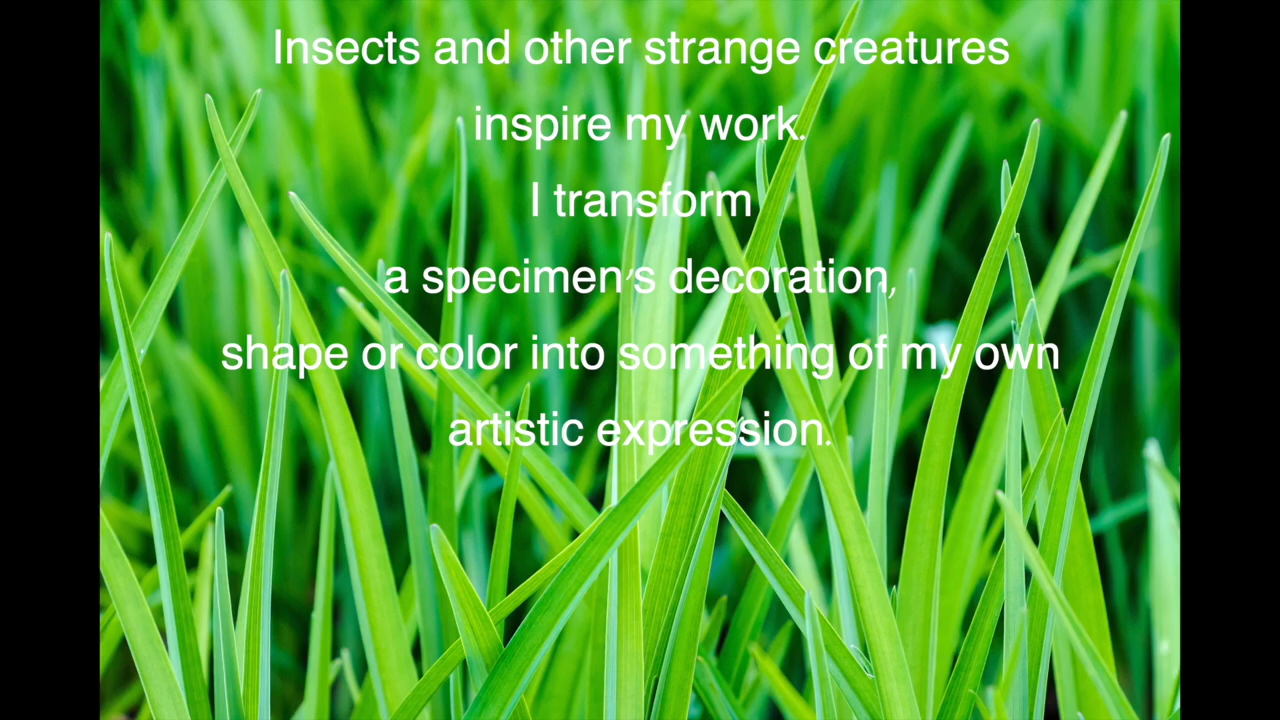 Insects and other strange creatures
inspire my work.
I transform
a specimen's decoration,
shape or color into something of my own
artistic expression.